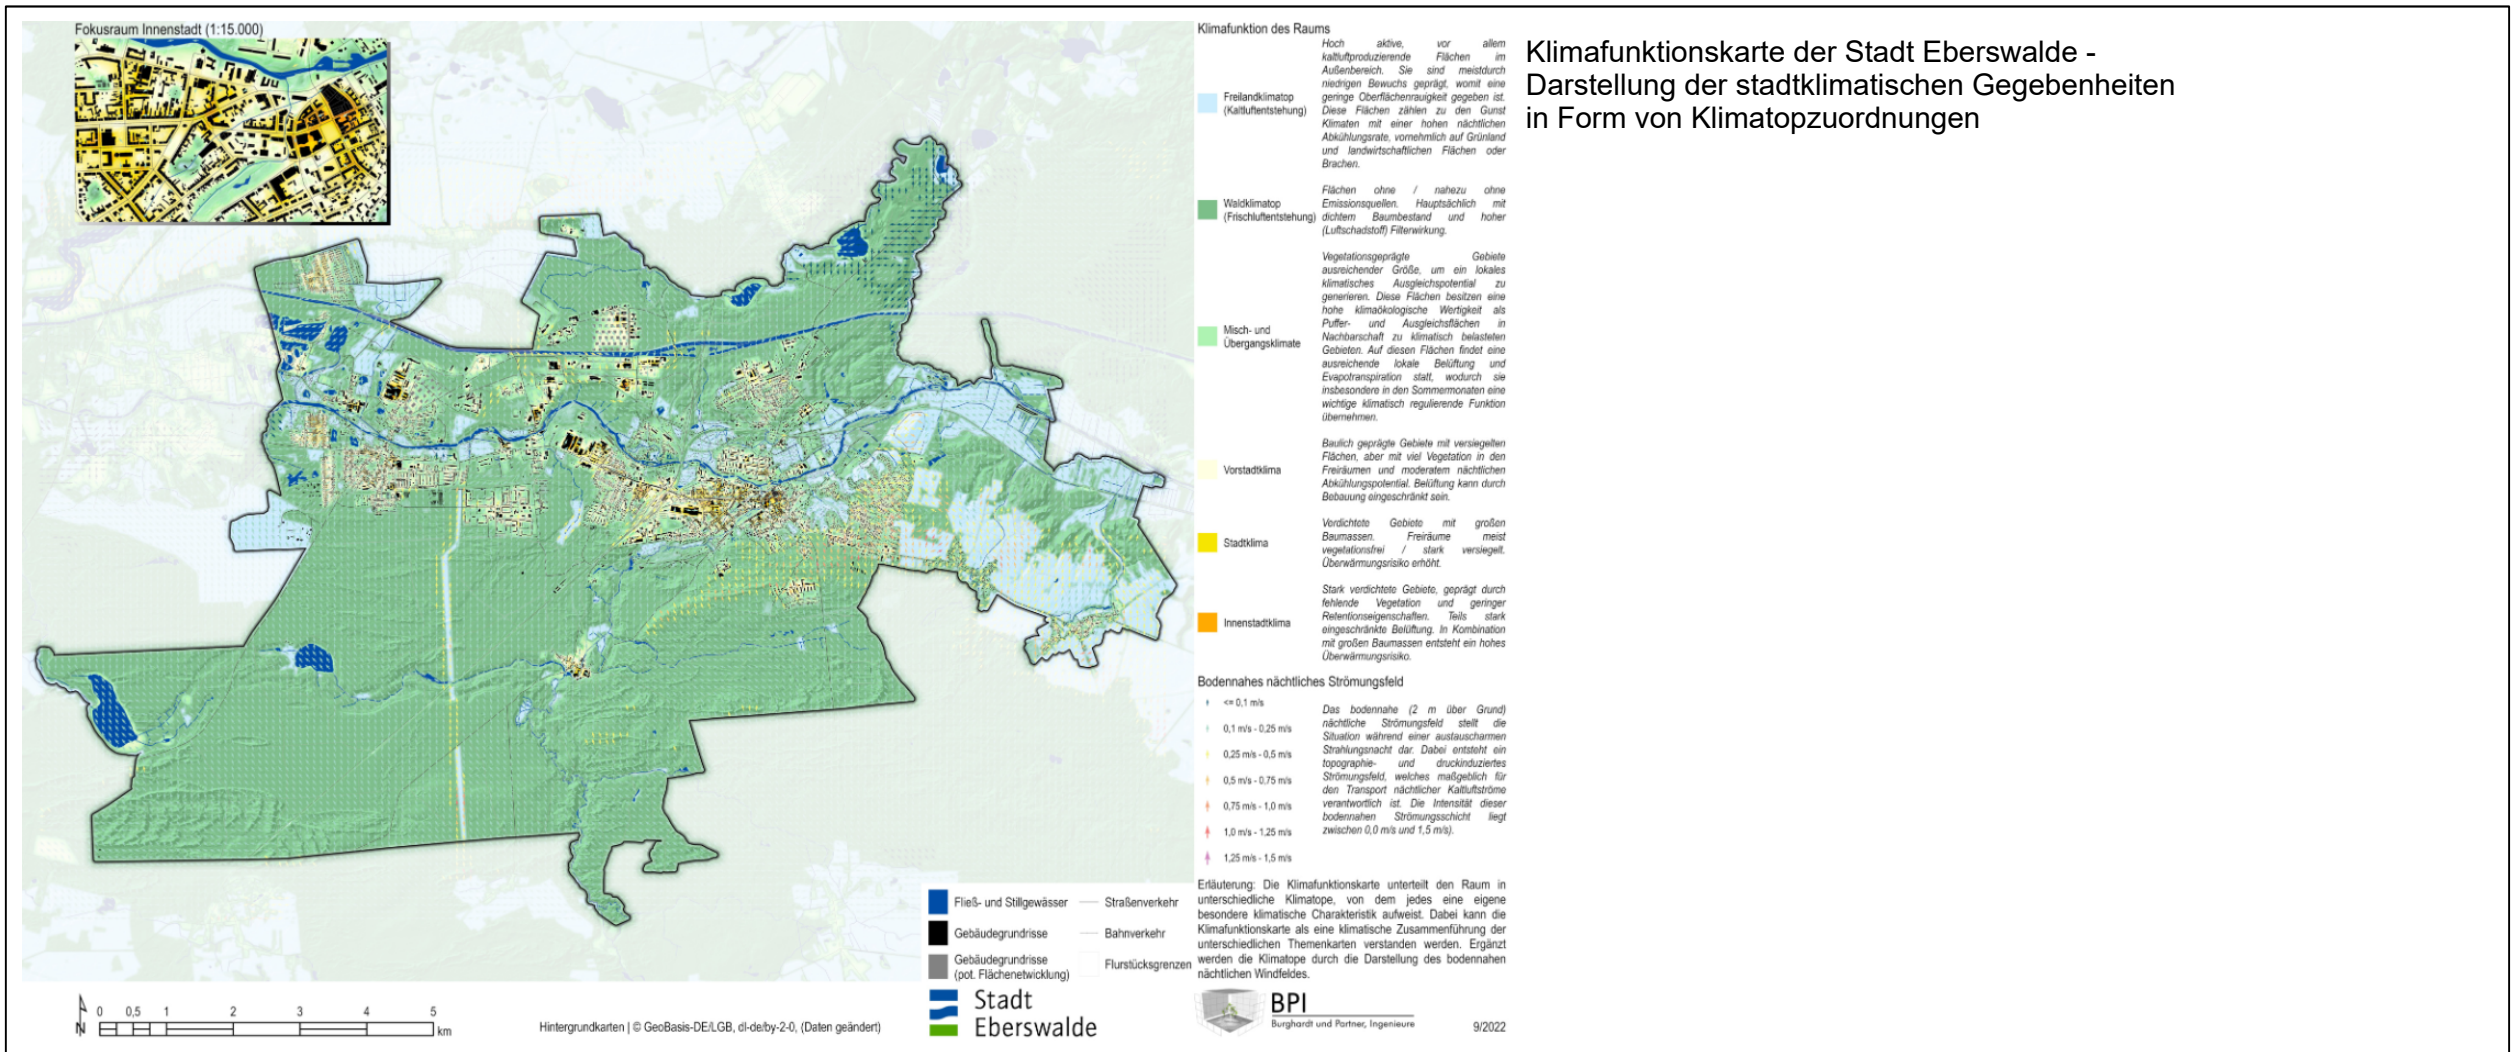 Fokusraum Innenstadt (1:15.000)
Klimafunktionskarte der Stadt Eberswalde -
Darstellung der stadtklimatischen Gegebenheiten
in Form von Klimatopzuordnungen
Klimafunktion des Raums
Freilandklimatop
(Kaltluftentstehung)
Hoch aktive, vor allem
kaltluftproduzierende Flächen im
Außenbereich. Sie sind meistdurch
niedrigen Bewuchs geprägt, womit eine
geringe Oberflächenrauigkeit gegeben ist.
Diese Flächen zählen zu den Gunst
Klimaten mit einer hohen nächtlichen
Abkühlungsrate, vornehmlich auf Grünland
und landwirtschaftlichen Flächen oder
Brachen.
Waldklimatop
(Frischluftentstehung)
Flächen ohne / nahezu ohne
Emissionsquellen. Hauptsächlich mit
dichtem Baumbestand und hoher
(Luftschadstoff) Filterwirkung.
Misch- und
Übergangsklimate
Vegetationsgeprägte Gebiete
ausreichender Größe, um ein lokales
klimatisches Ausgleichspotential zu
generieren. Diese Flächen besitzen eine
hohe klimaökologische Wertigkeit als
Puffer- und Ausgleichsflächen in
Nachbarschaft zu klimatisch belasteten
Gebieten. Auf diesen Flächen findet eine
ausreichende lokale Belüftung und
Evapotranspiration statt, wodurch sie
insbesondere in den Sommermonaten eine
wichtige klimatisch regulierende Funktion
übernehmen.
Vorstadtklima
Baulich geprägte Gebiete mit versiegelten
Flächen, aber mit viel Vegetation in den
Freiräumen und moderatem nächtlichen
Abkühlungspotential. Belüftung kann durch
Bebauung eingeschränkt sein.
Stadtklima
Verdichtete Gebiete mit großen
Baumassen. Freiräume meist
vegetationsfrei / stark versiegelt.
Überwärmungsrisiko erhöht.
Innenstadtklima
Stark verdichtete Gebiete, geprägt durch
fehlende Vegetation und geringer
Retentionseigenschaften. Teils stark
eingeschränkte Belüftung. In Kombination
mit großen Baumassen entsteht ein hohes
Überwärmungsrisiko.
Bodennahes nächtliches Strömungsfeld
<= 0,1 m/s
0,1 m/s - 0,25 m/s
0,25 m/s - 0,5 m/s
0,5 m/s - 0,75 m/s
0,75 m/s - 1,0 m/s
1,0 m/s - 1,25 m/s
1,25 m/s - 1,5 m/s
Das bodennahe (2 m über Grund)
nächtliche Strömungsfeld stellt die
Situation während einer austauscharmen
Strahlungsnacht dar. Dabei entsteht ein
topographie- und druckinduziertes
Strömungsfeld, welches maßgeblich für
den Transport nächtlicher Kaltluftströme
verantwortlich ist. Die Intensität dieser
bodennahen Strömungsschicht liegt
zwischen 0,0 m/s und 1,5 m/s).
Erläuterung: Die Klimafunktionskarte unterteilt den Raum in
unterschiedliche Klimatope, von dem jedes eine eigene
besondere klimatische Charakteristik aufweist. Dabei kann die
Klimafunktionskarte als eine klimatische Zusammenführung der
unterschiedlichen Themenkarten verstanden werden. Ergänzt
werden die Klimatope durch die Darstellung des bodennahen
nächtlichen Windfeldes.
Fließ- und Stillgewässer
Gebäudegrundrisse
Gebäudegrundrisse
(pot. Flächenetwicklung)
Straßenverkehr
Bahnverkehr
Flurstücksgrenzen
N
0 0,5 1 2 3 4 5
km
Hintergrundkarten | © GeoBasis-DE/LGB, dl-de/by-2-0, (Daten geändert)
Stadt
Eberswalde
BPI
Burghardt und Partner, Ingenieure
9/2022